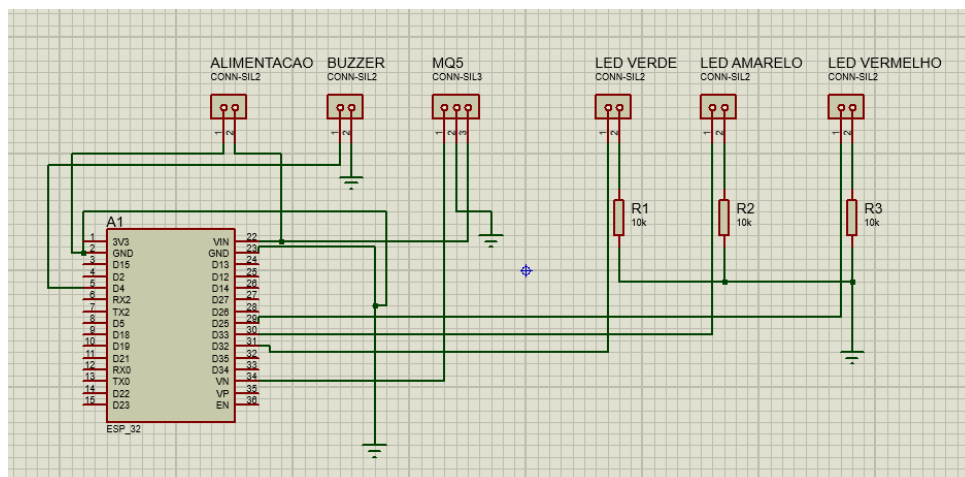 ALIMENTACAO
CONN-SIL2
BUZZER
CONN-SIL2
MQ5
CONN-SIL3
LED VERDE
CONN-SIL2
LED AMARELO
CONN-SIL2
LED VERMELHO
CONN-SIL2
1
2
1
2
1
2
3
1
2
1
2
1
2
R1
10k
R2
10k
R3
10k
A1
1 3V3 VIN 22
2 GND GND 23
3 D15 D13 24
4 D2 D12 25
5 D4 D14 26
6 RX2 D27 27
7 TX2 D26 28
8 D5 D25 29
9 D18 D33 30
10 D19 D32 31
11 D21 D35 32
12 RX0 D34 33
13 TX0 VN 34
14 D22 VP 35
15 D23 EN 36
ESP_32